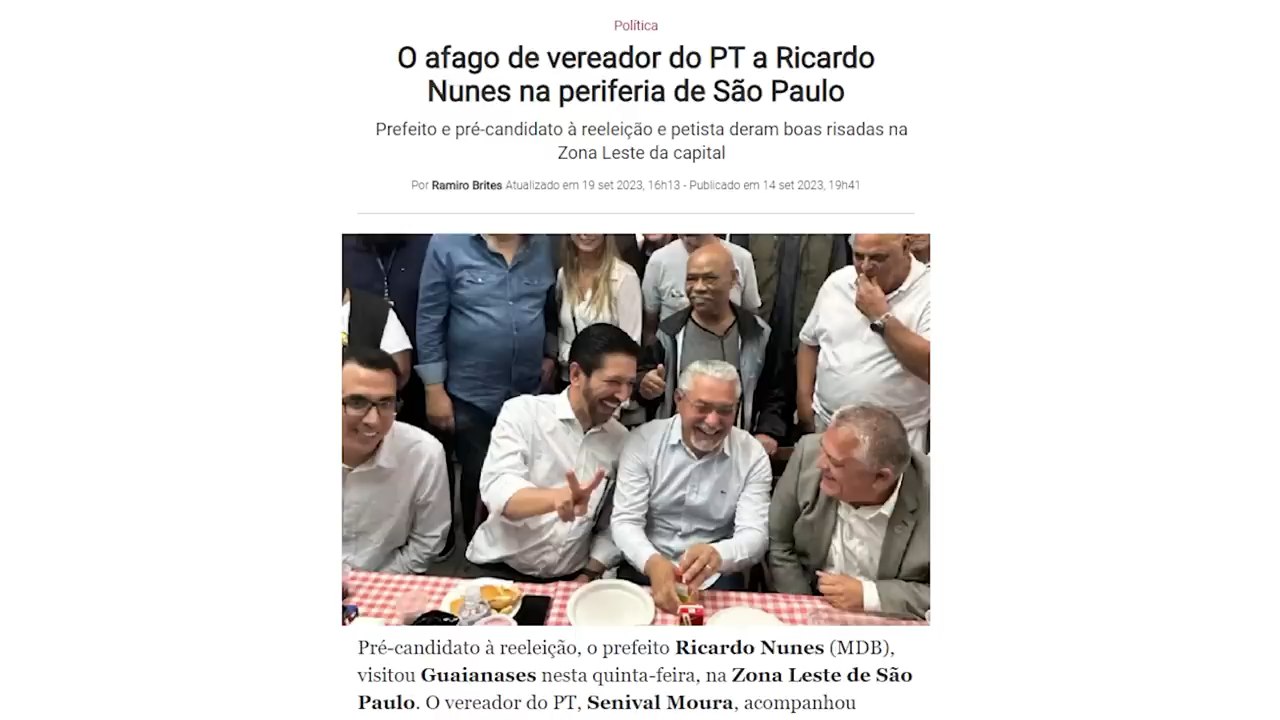 Política
O afago de vereador do PT a Ricardo
Nunes na periferia de São Paulo
Prefeito e pré-candidato à reeleição e petista deram boas risadas na
Zona Leste da capital
Por Ramiro Brites Atualizado em 19 set 2023, 16h13 - Publicado em 14 set 2023, 19h41
Pré-candidato à reeleição, o prefeito Ricardo Nunes (MDB),
visitou Guaianases nesta quinta-feira, na Zona Leste de São
Paulo. O vereador do PT, Senival Moura, acompanhou